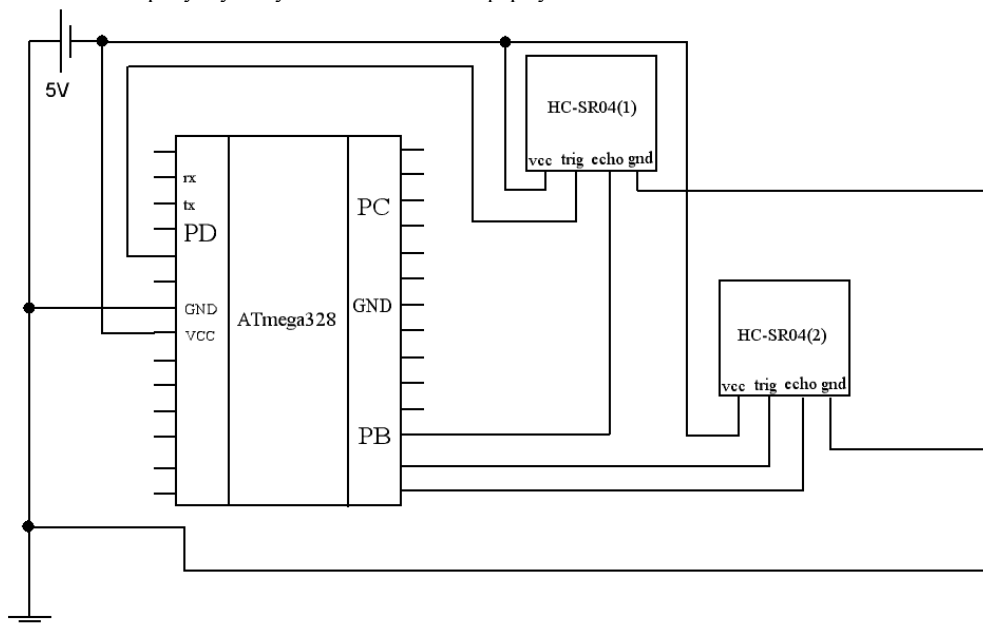 5V
HC-SR04(1)
vcc trig echo gnd
rx
tx
PD
PC
GND
VCC
ATmega328
GND
PB
HC-SR04(2)
vcc trig echo gnd